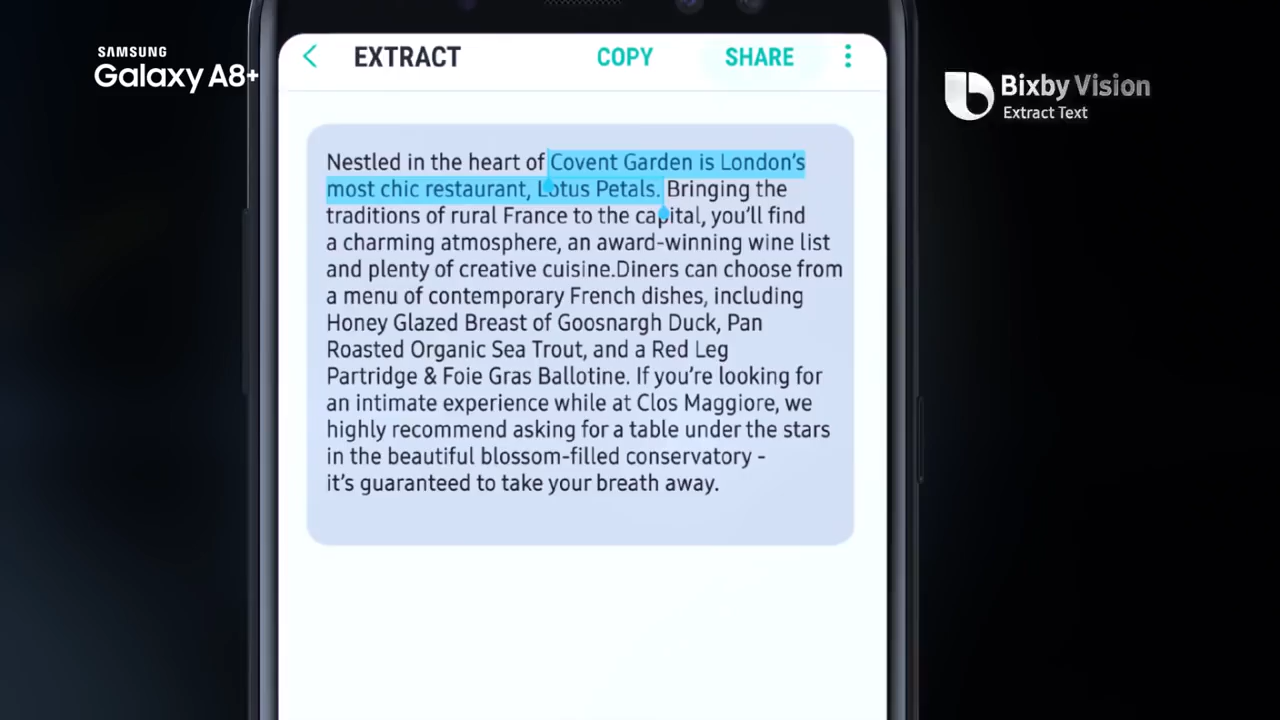 SAMSUNG
Galaxy A8+
EXTRACT
COPY
SHARE
Bixby Vision
Extract Text
Nestled in the heart of Covent Garden is London's
most chic restaurant, Lotus Petals. Bringing the
traditions of rural France to the capital, you'll find
a charming atmosphere, an award-winning wine list
and plenty of creative cuisine.Diners can choose from
a menu of contemporary French dishes, including
Honey Glazed Breast of Goosnargh Duck, Pan
Roasted Organic Sea Trout, and a Red Leg
Partridge & Foie Gras Ballotine. If you're looking for
an intimate experience while at Clos Maggiore, we
highly recommend asking for a table under the stars
in the beautiful blossom-filled conservatory -
it's guaranteed to take your breath away.